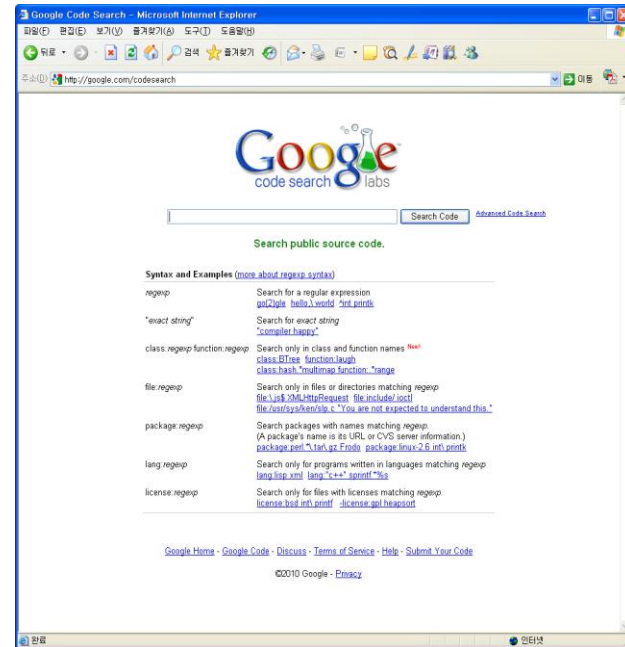 Google Code Search - Microsoft Internet Explorer
파일(F) 편집(E) 보기(V) 즐겨찾기(A) 도구(T) 도움말(H)
뒤로 검색 즐겨찾기
주소(D) http://google.com/codesearch 이동
Google
code search labs
Search Code Advanced Code Search
Search public source code.
Syntax and Examples (more about regexp syntax)
regexp Search for a regular expression
go{2}gle hello,\ world ^int printk
"exact string" Search for exact string
"compiler happy"
class:regexp function:regexp Search only in class and function names New!
class:BTree function:laugh
class:hash.*multimap function:.*range
file:regexp Search only in files or directories matching regexp
file:\.js$ XMLHttpRequest file:include/ ioctl
file:/usr/sys/ken/slp.c "You are not expected to understand this."
package:regexp Search packages with names matching regexp.
(A package's name is its URL or CVS server information.)
package:perl.*\.tar\.gz Frodo package:linux-2.6 int\ printk
lang:regexp Search only for programs written in languages matching regexp
lang:lisp xml lang:"c++" sprintf.*%s
license:regexp Search only for files with licenses matching regexp.
license:bsd int\ printf -license:gpl heapsort
Google Home - Google Code - Discuss - Terms of Service - Help - Submit Your Code
©2010 Google - Privacy
완료 인터넷